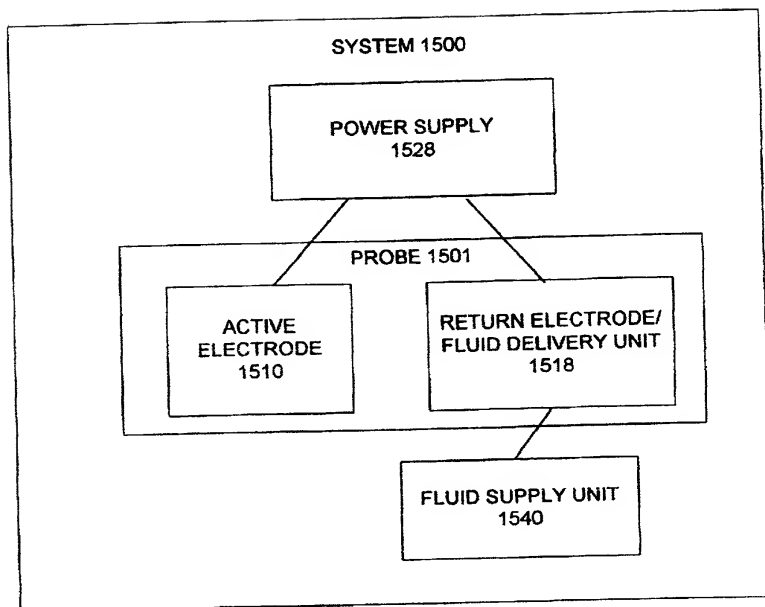 SYSTEM 1500
POWER SUPPLY
1528
PROBE 1501
ACTIVE
ELECTRODE
1510
RETURN ELECTRODE/
FLUID DELIVERY UNIT
1518
FLUID SUPPLY UNIT
1540